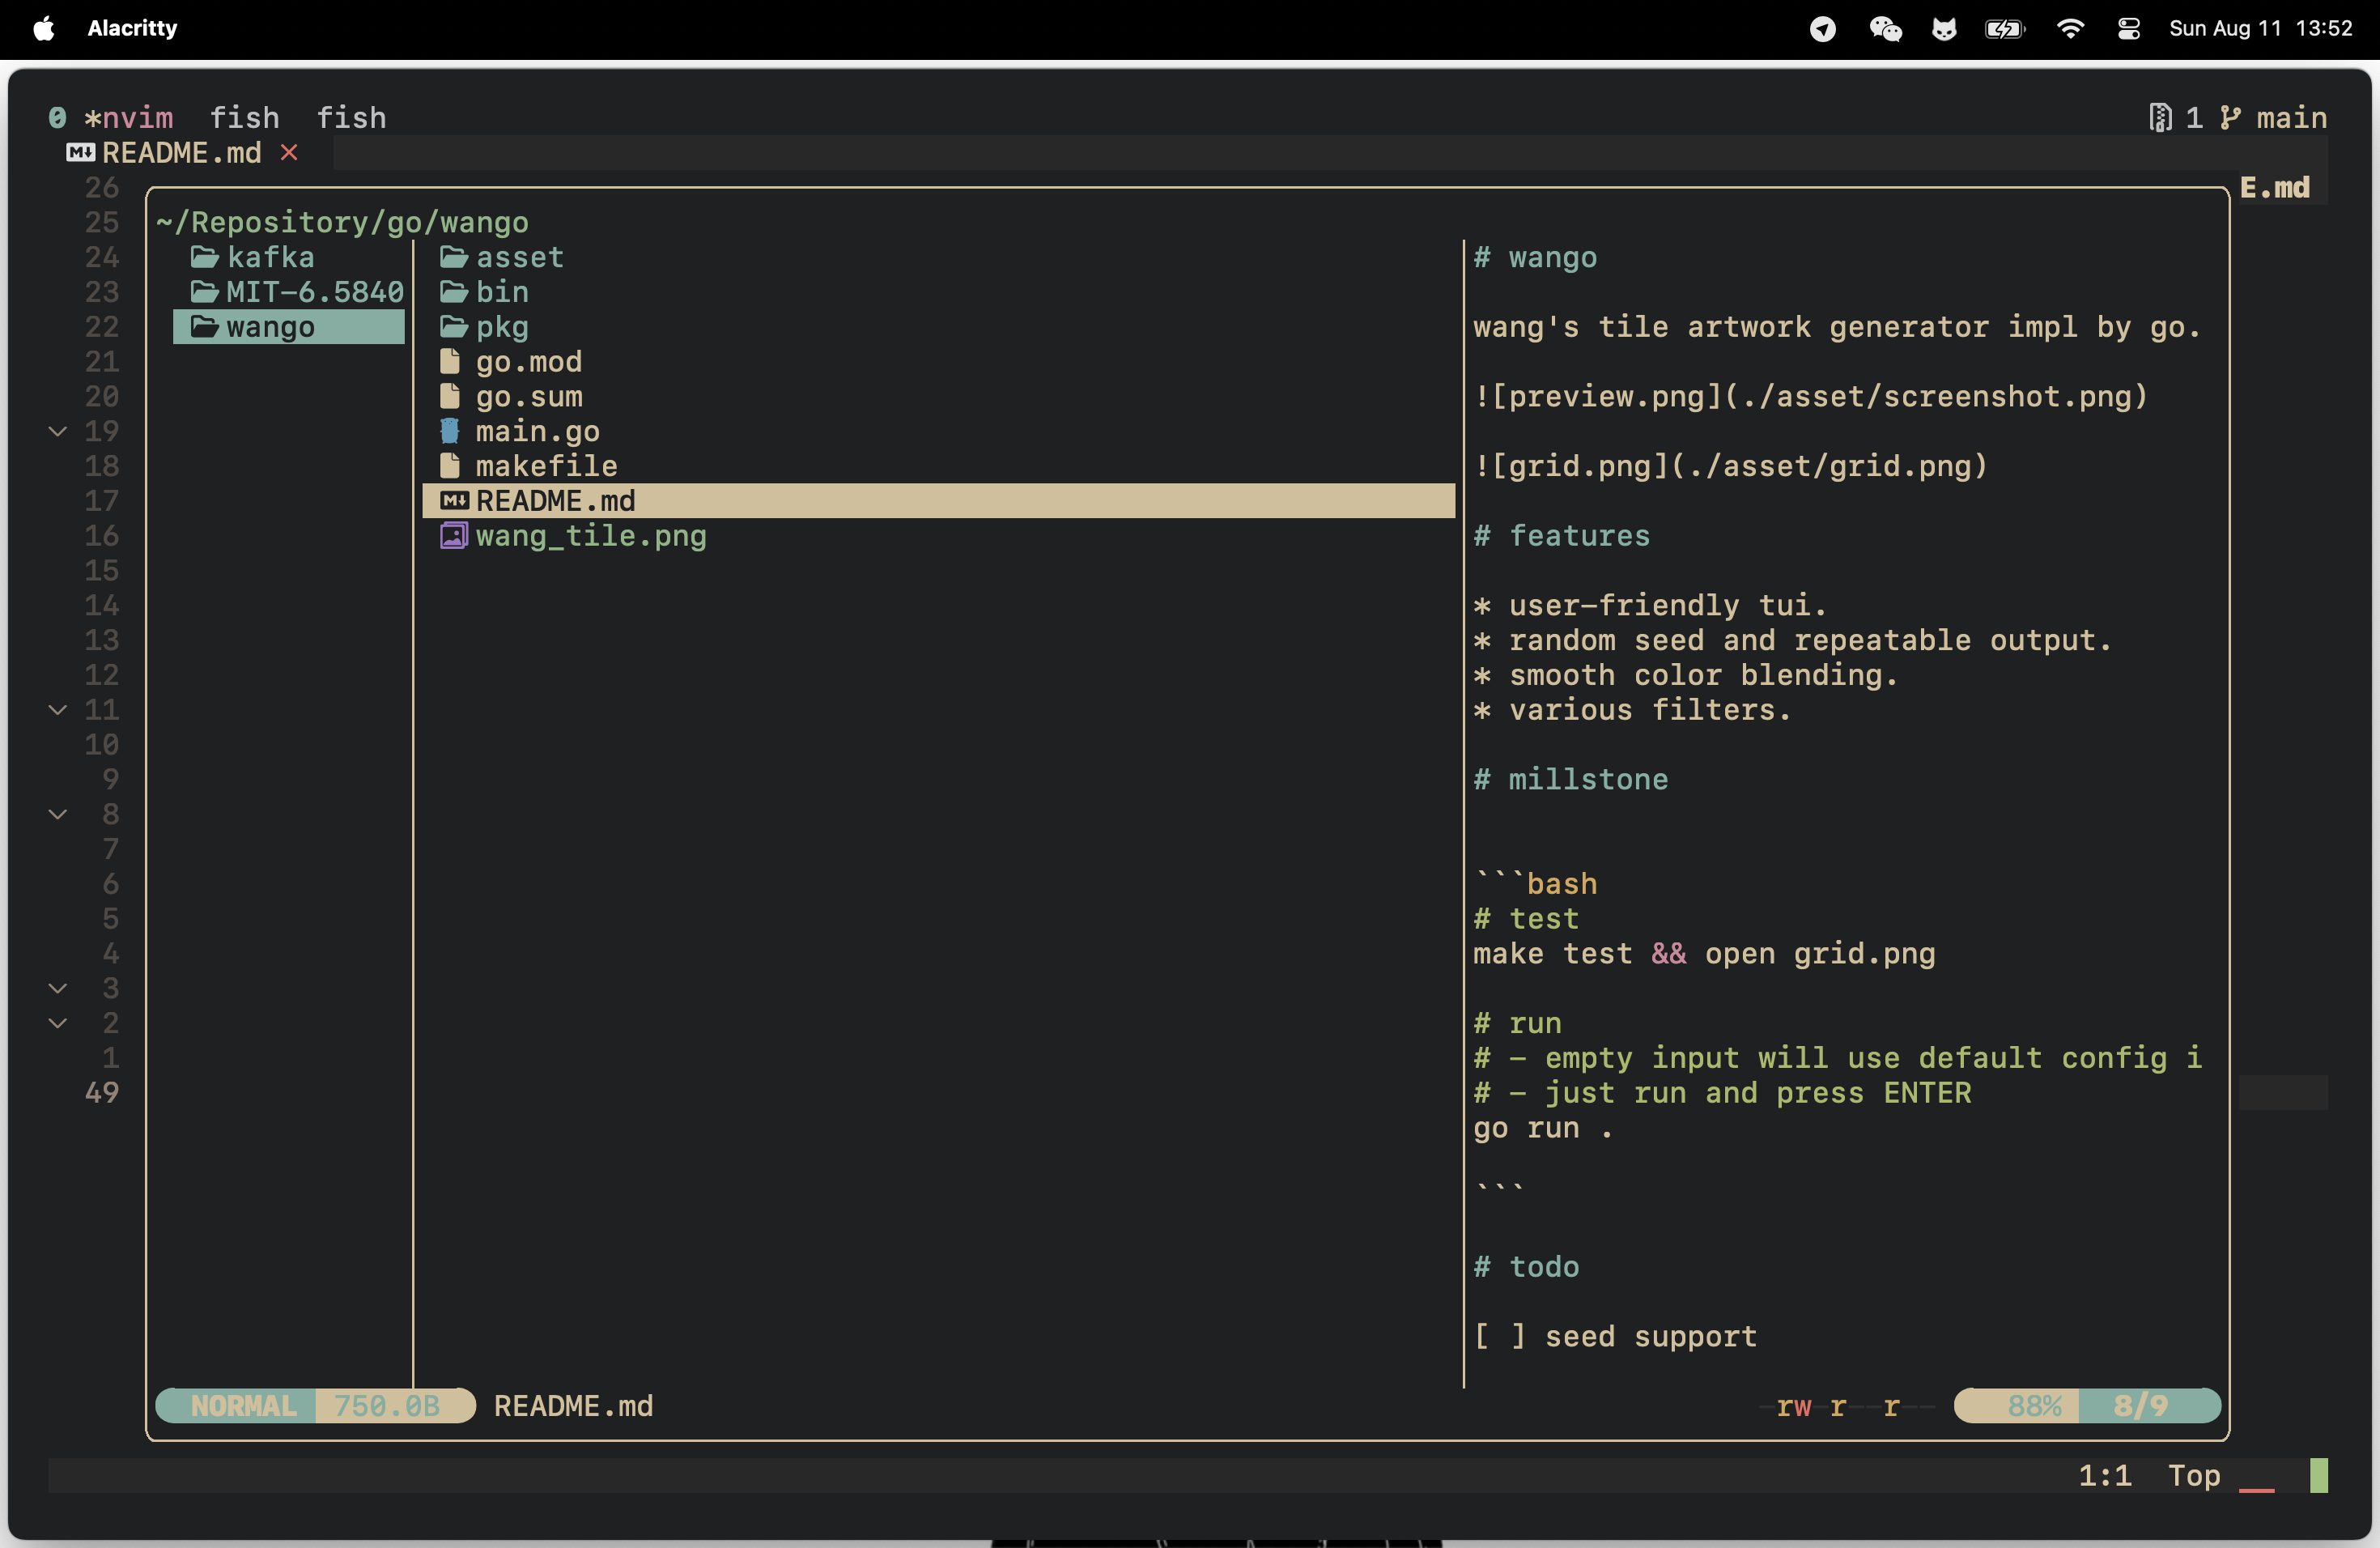 Alacritty
Sun Aug 11 13:52
0 *nvim fish fish
1 main
README.md ×
26
E.md
25
~/Repository/go/wango
24
kafka
asset
# wango
23
MIT-6.5840
bin
22
wango
pkg
wang's tile artwork generator impl by go.
21
go.mod
20
go.sum
![preview.png](./asset/screenshot.png)
19
main.go
18
makefile
![grid.png](./asset/grid.png)
17
README.md
16
wang_tile.png
# features
15
14
* user-friendly tui.
13
* random seed and repeatable output.
12
* smooth color blending.
11
* various filters.
10
9
# millstone
8
7
6
```bash
5
# test
4
make test && open grid.png
3
2
# run
1
# - empty input will use default config i
49
# - just run and press ENTER
go run .
```
# todo
[ ] seed support
NORMAL 750.0B README.md
-rw-r--r-- 88% 8/9
1:1 Top __